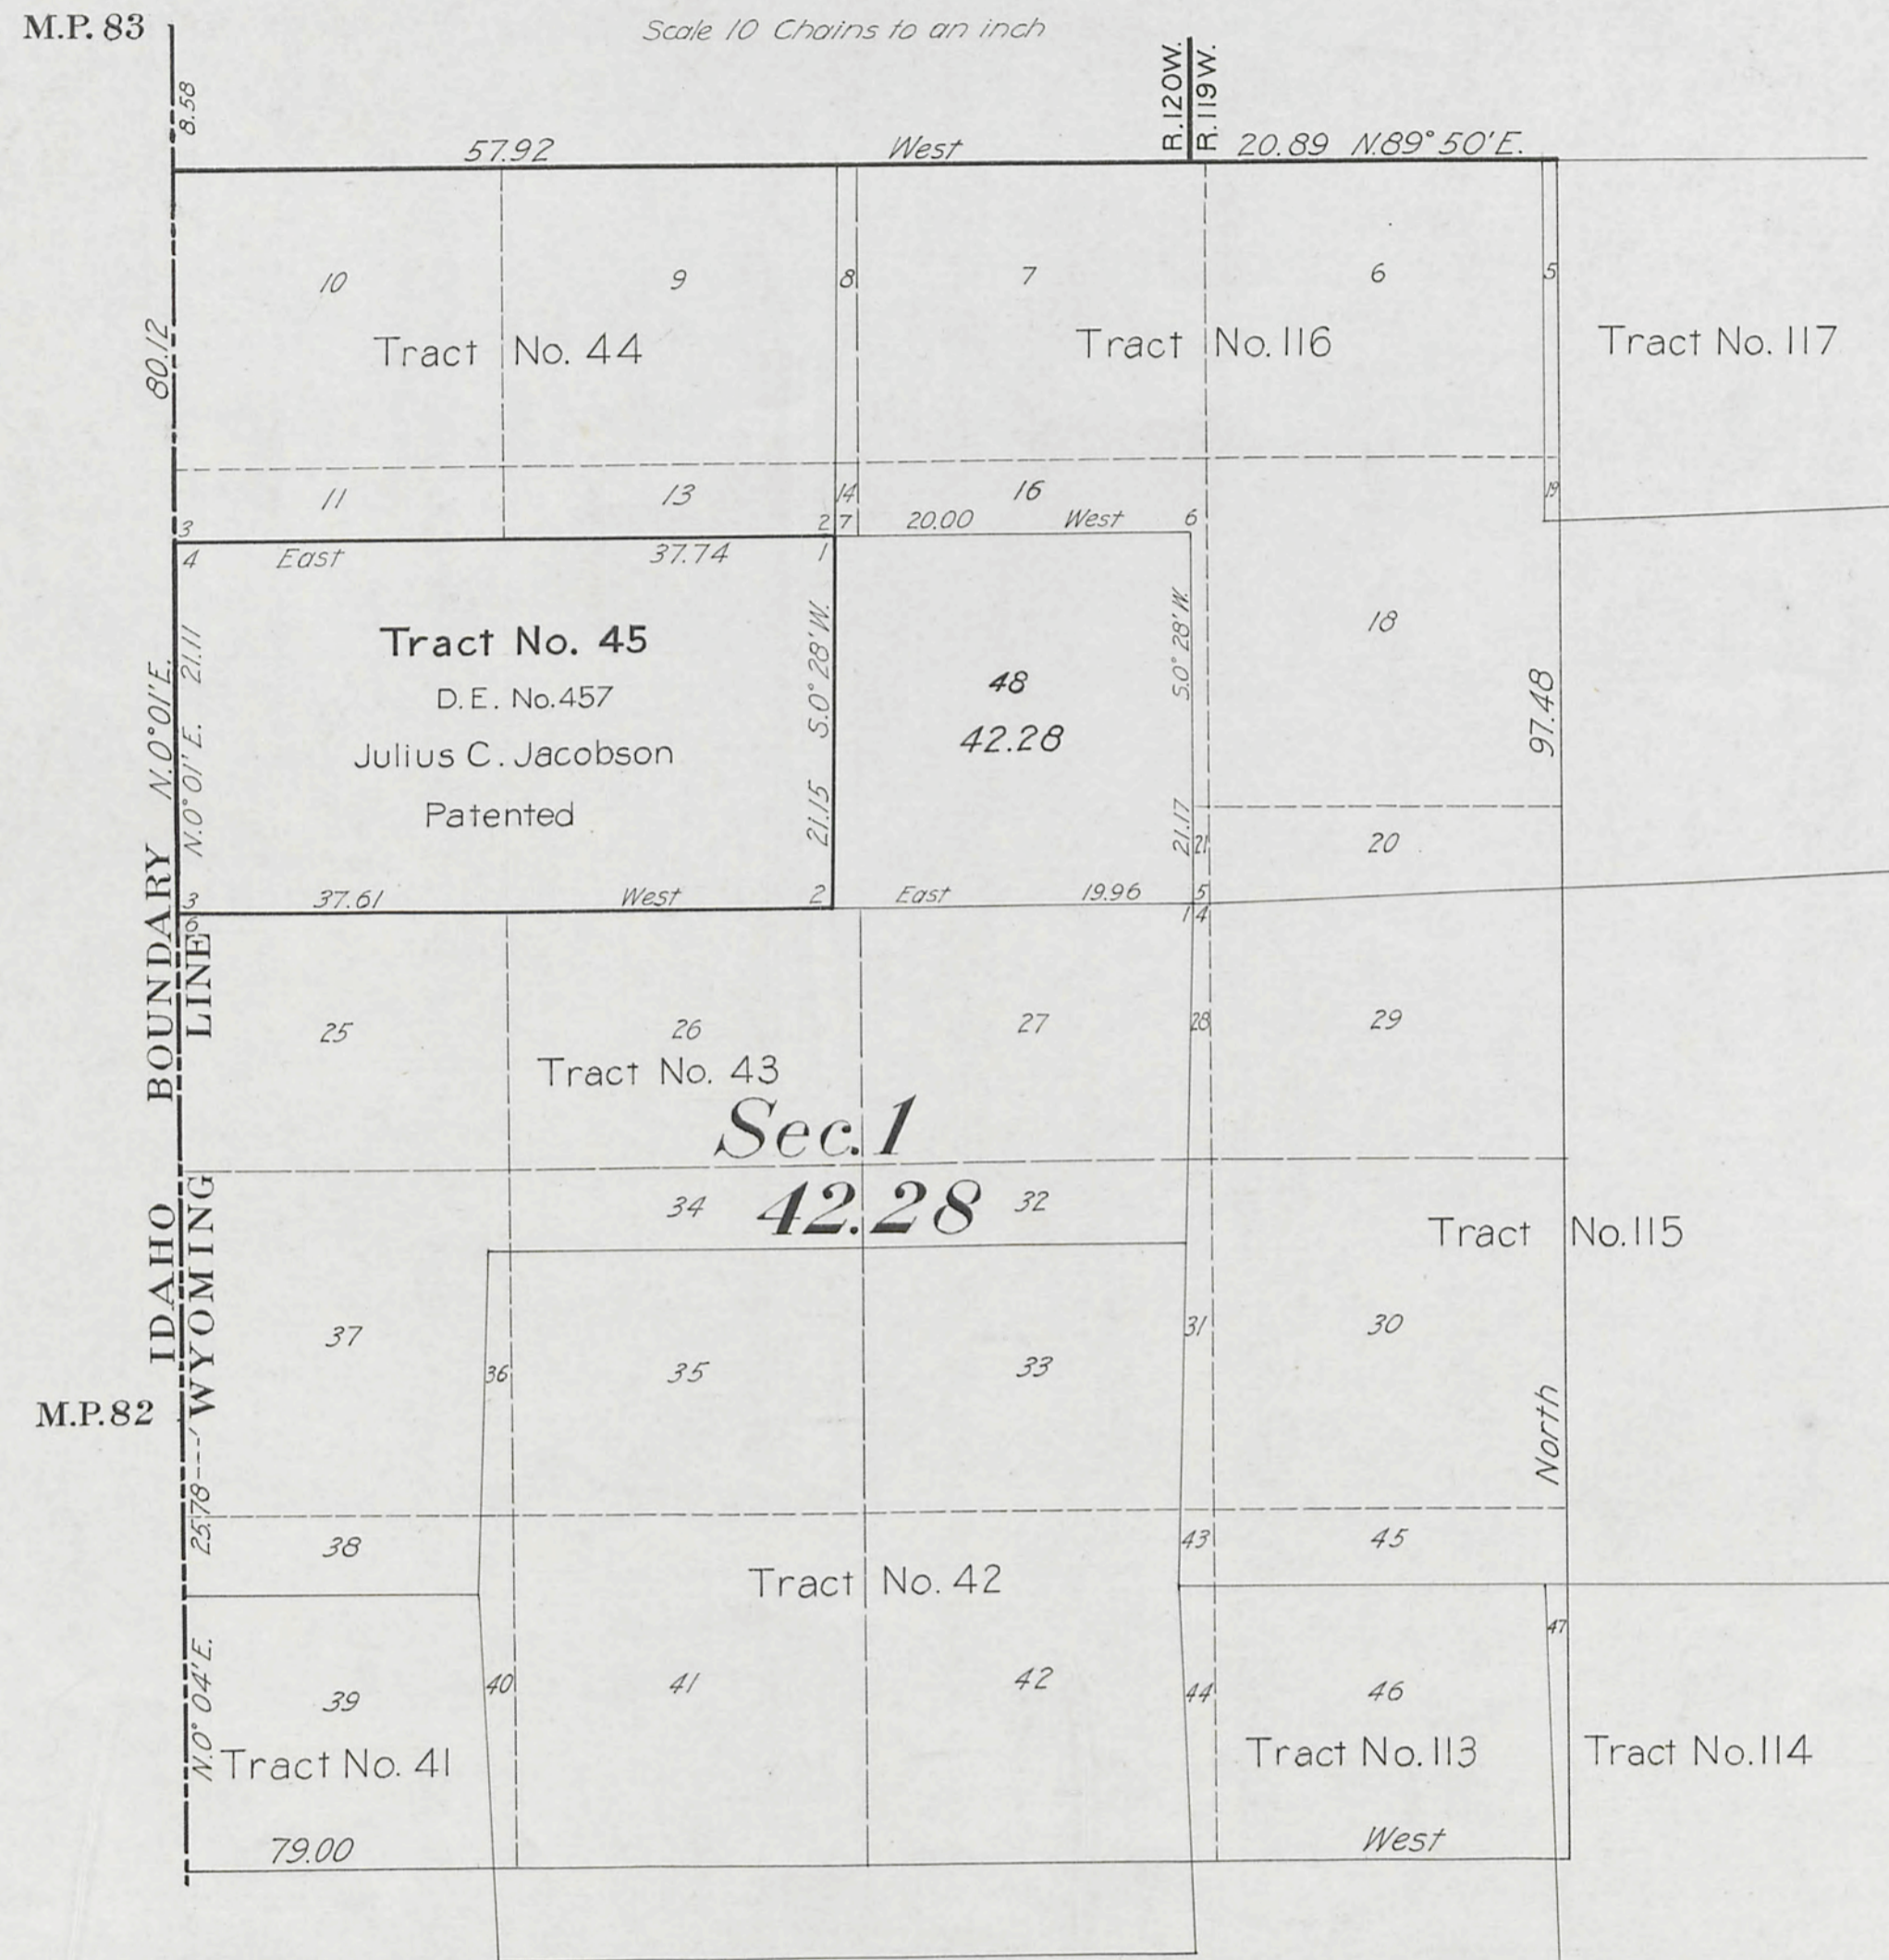 M.P. 83
Scale 10 Chains to an inch
8.58
R.120W.
R.119W.
57.92
West
20.89 N.89° 50' E.
10
9
8
7
6
5
80.12
Tract No. 44
Tract No. 116
Tract No. 117
11
13
14
16
19
3
2
7
20.00
West
6
4
East
37.74
1
Tract No. 45
D.E. No. 457
Julius C. Jacobson
Patented
N.0° 01' E. 21.11
21.15 S.0° 28' W.
48
42.28
21.17
S.0° 28' W.
18
97.48
21
20
3
37.61
West
2
East
19.96
5
6
1
4
N.0° 01' E.
IDAHO BOUNDARY
WYOMING LINE
25
26
27
28
29
Tract No. 43
Sec. 1
42.28
34
32
Tract No. 115
37
36
35
33
31
30
M.P. 82
North
25.78
38
43
45
Tract No. 42
47
N.0° 04' E.
39
40
41
42
44
46
Tract No. 41
Tract No. 113
Tract No. 114
79.00
West